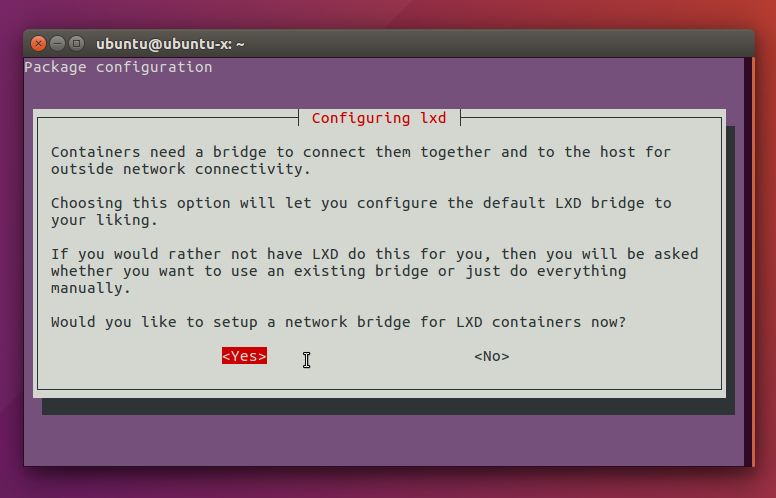 ubuntu@ubuntu-x: ~
Package configuration
Configuring lxd
Containers need a bridge to connect them together and to the host for
outside network connectivity.
Choosing this option will let you configure the default LXD bridge to
your liking.
If you would rather not have LXD do this for you, then you will be asked
whether you want to use an existing bridge or just do everything
manually.
Would you like to setup a network bridge for LXD containers now?
<Yes> <No>